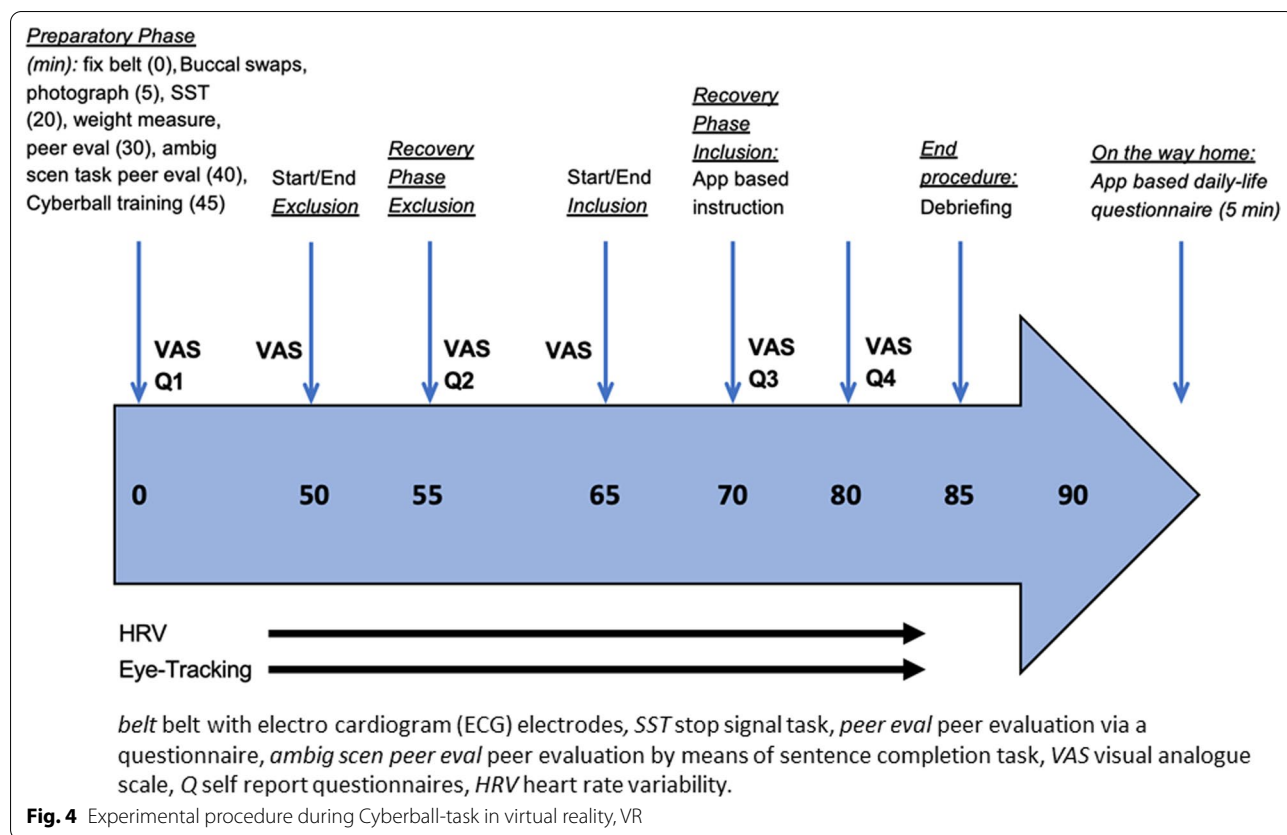 Preparatory Phase
(min): fix belt (0), Buccal swaps,
photograph (5), SST
(20), weight measure,
peer eval (30), ambig
scen task peer eval (40),
Cyberball training (45)
Start/End
Exclusion
Recovery
Phase
Exclusion
Start/End
Inclusion
Recovery
Phase
Inclusion:
App based
instruction
End
procedure:
Debriefing
On the way home:
App based daily-life
questionnaire (5 min)
VAS
Q1
VAS
VAS
Q2
VAS
VAS
Q3
VAS
Q4
0
50
55
65
70
80
85
90
HRV
Eye-Tracking
belt belt with electro cardiogram (ECG) electrodes, SST stop signal task, peer eval peer evaluation via a
questionnaire, ambig scen peer eval peer evaluation by means of sentence completion task, VAS visual analogue
scale, Q self report questionnaires, HRV heart rate variability.
Fig. 4 Experimental procedure during Cyberball-task in virtual reality, VR